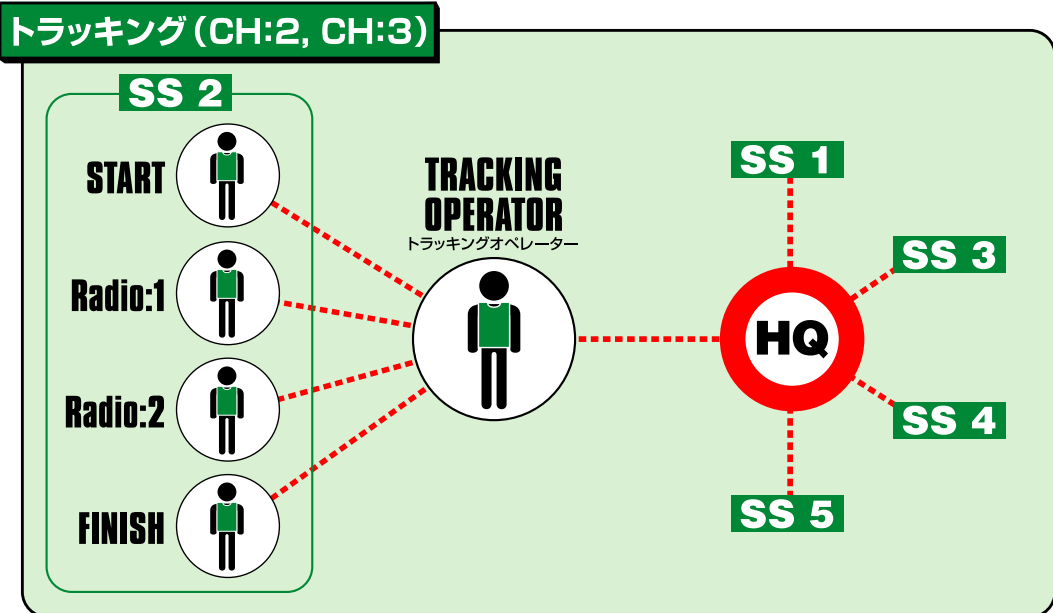 トラッキング(CH:2, CH:3)
SS 2
START
Radio:1
Radio:2
FINISH
TRACKING
OPERATOR
トラッキングオペレーター
HQ
SS 1
SS 3
SS 4
SS 5